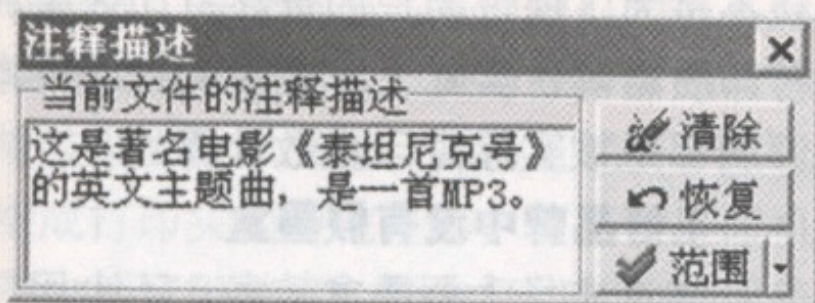 注释描述
当前文件的注释描述
这是著名电影《泰坦尼克号》
的英文主题曲，是一首MP3。
清除
恢复
范围